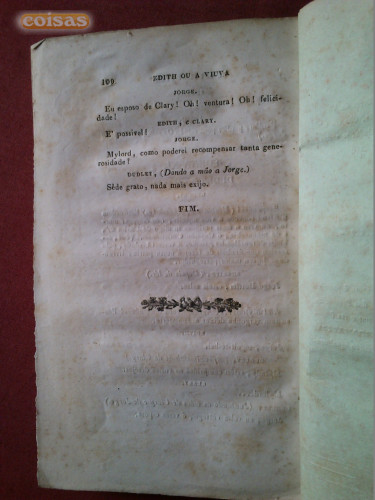 coisas
100 EDITH OU A VIUVA
JORGE.
Eu esposo de Clary! Oh! ventura! Oh! felici-
dade!
EDITH, e CLARY.
E' possivel!
JORGE.
Mylord, como poderei recompensar tanta gene-
rosidade!
DUDLEY, (Dando a mão a Jorge.)
Sêde grato, nada mais exijo.
FIM.